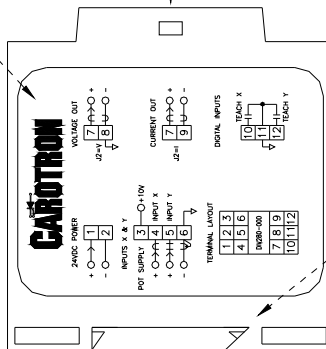 CAROTRON
24VDC POWER
+
-
1
2
VOLTAGE OUT
+
-
7
8
J2=V
INPUTS X & Y
POT SUPPLY
+10V
+
INPUT X
+
INPUT Y
-
3
4
5
6
CURRENT OUT
+
-
7
9
J2=I
TERMINAL LAYOUT
1 2 3
4 5 6
DN280-000
7 8 9
10 11 12
DIGITAL INPUTS
TEACH X
TEACH Y
10
11
12